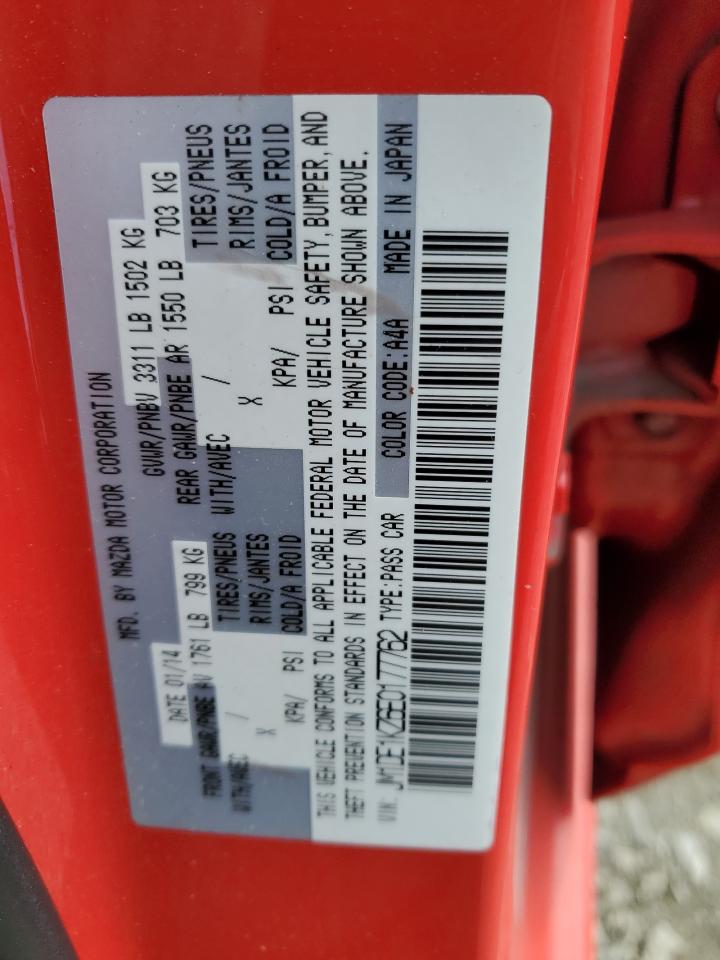 MFD. BY MAZDA MOTOR CORPORATION
DATE 01/14 GVWR/PNBV 3311 LB 1502 KG
FRONT GAWR/PNBE AV 1761 LB 799 KG REAR GAWR/PNBE AR 1550 LB 703 KG
WITH/AVEC / TIRES/PNEUS WITH/AVEC / TIRES/PNEUS
X RIMS/JANTES X RIMS/JANTES
KPA/ PSI COLD/A FROID KPA/ PSI COLD/A FROID
THIS VEHICLE CONFORMS TO ALL APPLICABLE FEDERAL MOTOR VEHICLE SAFETY, BUMPER, AND
THEFT PREVENTION STANDARDS IN EFFECT ON THE DATE OF MANUFACTURE SHOWN ABOVE.
VIN: JM1DE1KZ6E0177762 TYPE:PASS CAR COLOR CODE:A4A MADE IN JAPAN